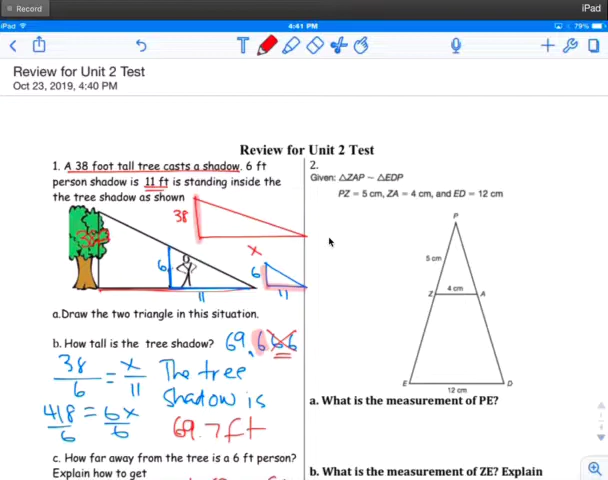 Record
iPad
iPad
4:41 PM
79%
Review for Unit 2 Test
Oct 23, 2019, 4:40 PM
Review for Unit 2 Test
1. A 38 foot tall tree casts a shadow. 6 ft
person shadow is 11 ft is standing inside the
the tree shadow as shown
38
38
x
6
6
11
11
a.Draw the two triangle in this situation.
b. How tall is the tree shadow?
69.666
38/6 = x/11
The tree
shadow is
69.7 ft
418/6 = 6x/6
c. How far away from the tree is a 6 ft person?
Explain how to get
2.
Given: △ZAP ~ △EDP
PZ = 5 cm, ZA = 4 cm, and ED = 12 cm
P
5 cm
4 cm
Z
A
E
D
12 cm
a. What is the measurement of PE?
b. What is the measurement of ZE? Explain